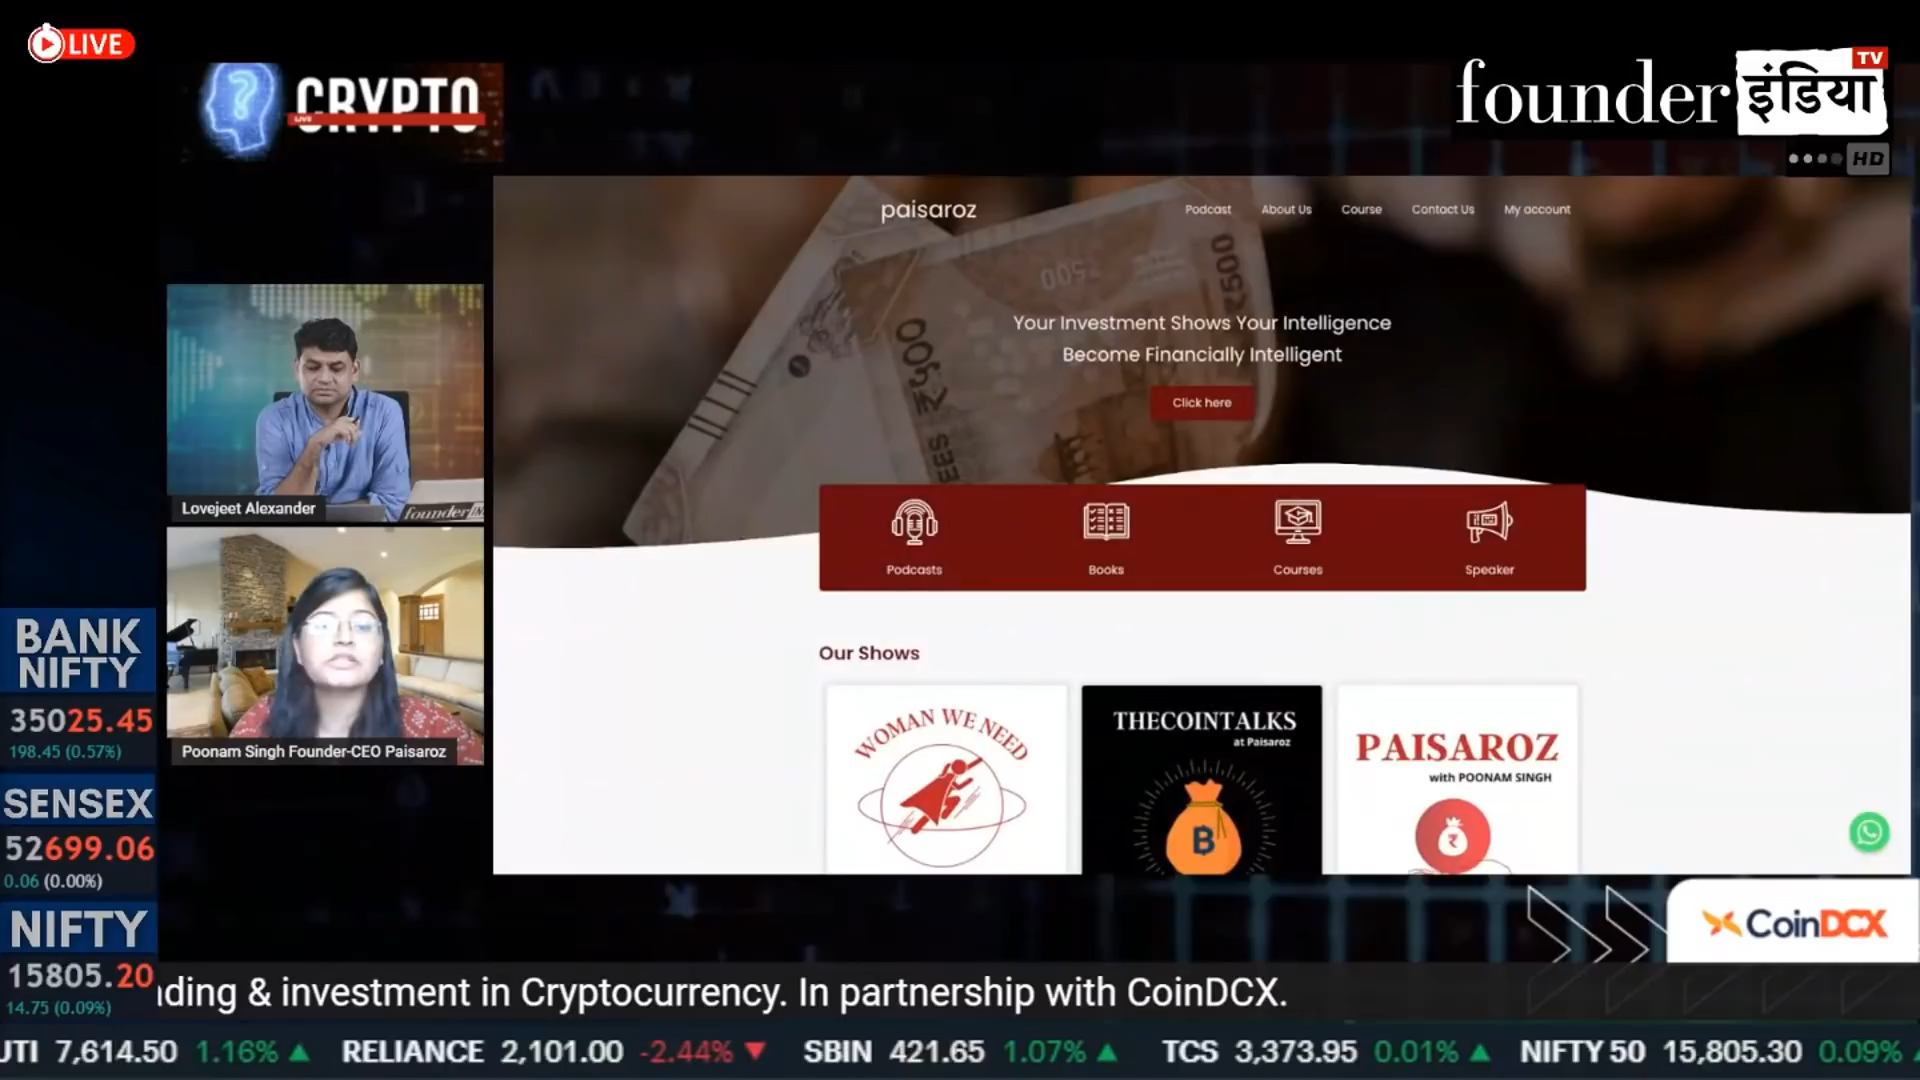 LIVE
CRYPTO
LIVE
founder इंडिया
TV
HD
paisaroz
Podcast
About Us
Course
Contact Us
My account
Your Investment Shows Your Intelligence
Become Financially Intelligent
Click here
₹500
₹500
Podcasts
Books
Courses
Speaker
Our Shows
WOMAN WE NEED
THECOINTALKS
at Paisaroz
B
PAISAROZ
with POONAM SINGH
₹
Lovejeet Alexander
founder
Poonam Singh Founder-CEO Paisaroz
BANK
NIFTY
35025.45
198.45 (0.57%)
SENSEX
52699.06
0.06 (0.00%)
NIFTY
15805.20
14.75 (0.09%)
CoinDCX
& investment in Cryptocurrency. In partnership with CoinDCX.
7,614.50 1.16% ▲ RELIANCE 2,101.00 -2.44% ▼ SBIN 421.65 1.07% ▲ TCS 3,373.95 0.01% ▲ NIFTY 50 15,805.30 0.09%